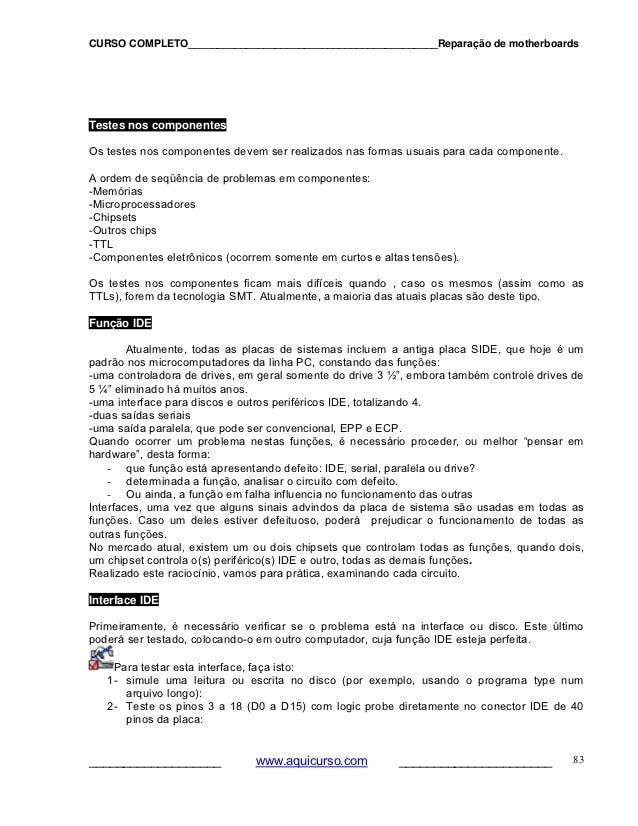 CURSO COMPLETO__________________________________________Reparação de motherboards
Testes nos componentes
Os testes nos componentes devem ser realizados nas formas usuais para cada componente.
A ordem de seqüência de problemas em componentes:
-Memórias
-Microprocessadores
-Chipsets
-Outros chips
-TTL
-Componentes eletrônicos (ocorrem somente em curtos e altas tensões).
Os testes nos componentes ficam mais difíceis quando , caso os mesmos (assim como as
TTLs), forem da tecnologia SMT. Atualmente, a maioria das atuais placas são deste tipo.
Função IDE
Atualmente, todas as placas de sistemas incluem a antiga placa SIDE, que hoje é um
padrão nos microcomputadores da linha PC, constando das funções:
-uma controladora de drives, em geral somente do drive 3 ½", embora também controle drives de
5 ¼" eliminado há muitos anos.
-uma interface para discos e outros periféricos IDE, totalizando 4.
-duas saídas seriais
-uma saída paralela, que pode ser convencional, EPP e ECP.
Quando ocorrer um problema nestas funções, é necessário proceder, ou melhor "pensar em
hardware", desta forma:
- que função está apresentando defeito: IDE, serial, paralela ou drive?
- determinada a função, analisar o circuito com defeito.
- Ou ainda, a função em falha influencia no funcionamento das outras
Interfaces, uma vez que alguns sinais advindos da placa de sistema são usadas em todas as
funções. Caso um deles estiver defeituoso, poderá prejudicar o funcionamento de todas as
outras funções.
No mercado atual, existem um ou dois chipsets que controlam todas as funções, quando dois,
um chipset controla o(s) periférico(s) IDE e outro, todas as demais funções.
Realizado este raciocínio, vamos para prática, examinando cada circuito.
Interface IDE
Primeiramente, é necessário verificar se o problema está na interface ou disco. Este último
poderá ser testado, colocando-o em outro computador, cuja função IDE esteja perfeita.
Para testar esta interface, faça isto:
1- simule uma leitura ou escrita no disco (por exemplo, usando o programa type num
arquivo longo):
2- Teste os pinos 3 a 18 (D0 a D15) com logic probe diretamente no conector IDE de 40
pinos da placa:
____________________ www.aquicurso.com _______________________ 83